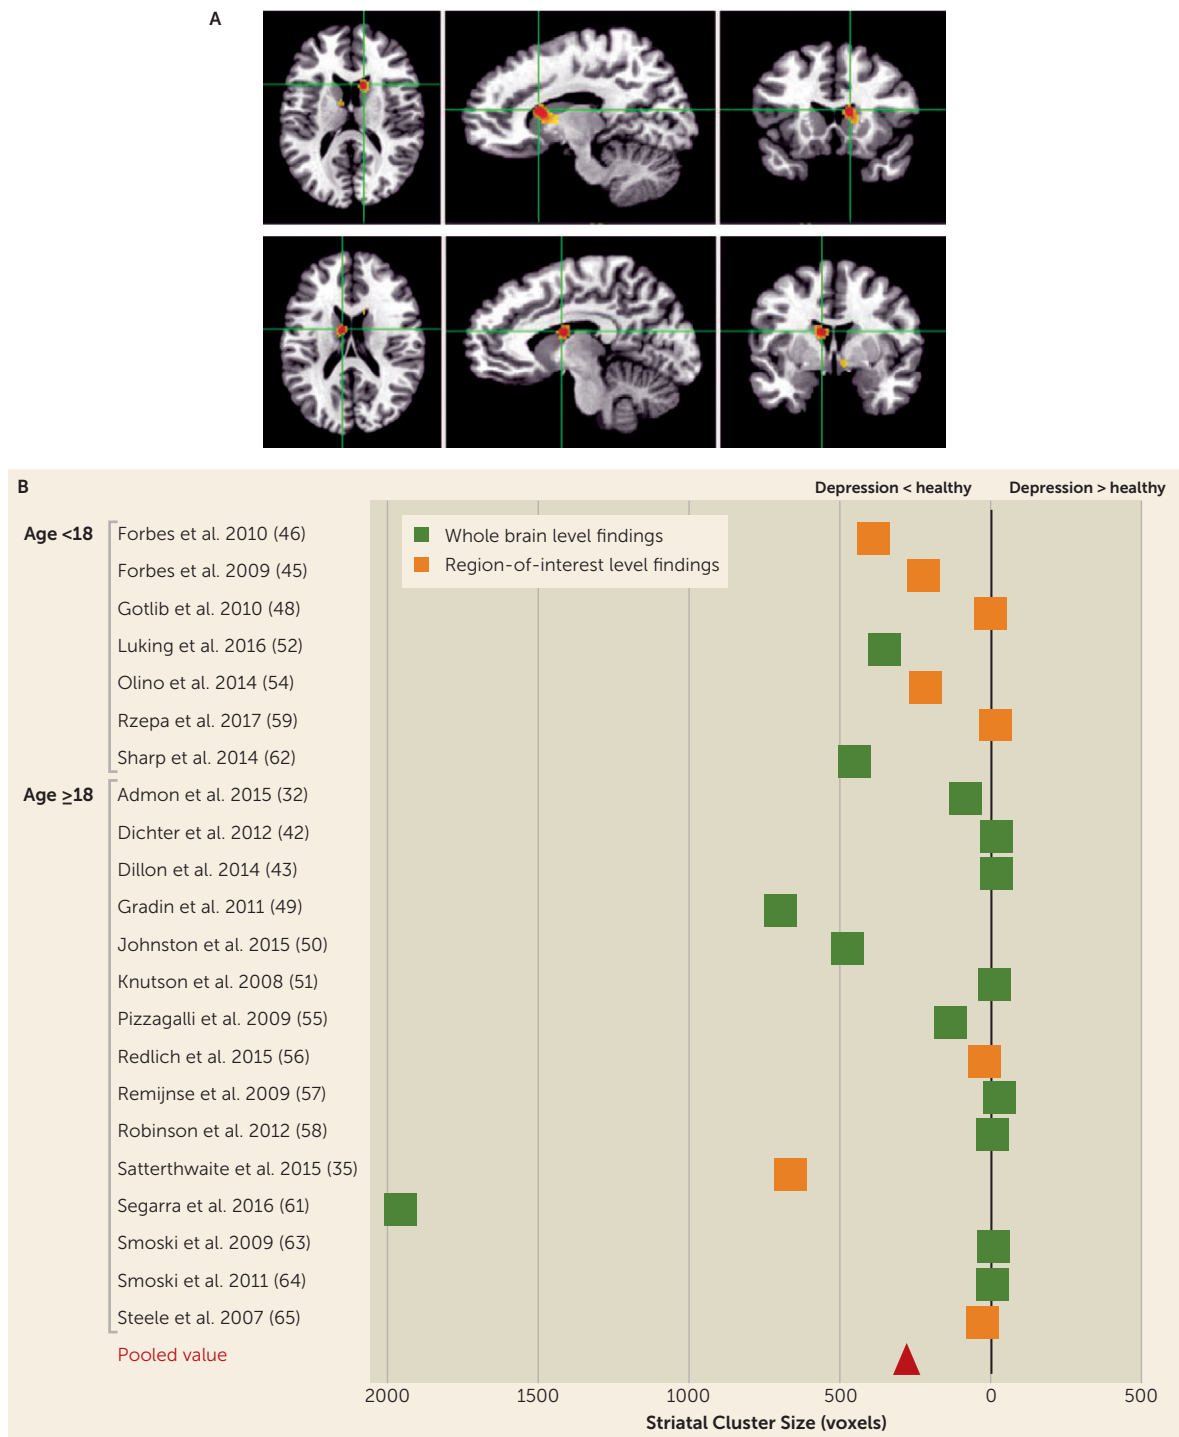 A
B
Depression < healthy
Depression > healthy
Whole brain level findings
Region-of-interest level findings
Age <18
Forbes et al. 2010 (46)
Forbes et al. 2009 (45)
Gotlib et al. 2010 (48)
Luking et al. 2016 (52)
Olino et al. 2014 (54)
Rzepa et al. 2017 (59)
Sharp et al. 2014 (62)
Age ≥18
Admon et al. 2015 (32)
Dichter et al. 2012 (42)
Dillon et al. 2014 (43)
Gradin et al. 2011 (49)
Johnston et al. 2015 (50)
Knutson et al. 2008 (51)
Pizzagalli et al. 2009 (55)
Redlich et al. 2015 (56)
Remijnse et al. 2009 (57)
Robinson et al. 2012 (58)
Satterthwaite et al. 2015 (35)
Segarra et al. 2016 (61)
Smoski et al. 2009 (63)
Smoski et al. 2011 (64)
Steele et al. 2007 (65)
Pooled value
2000 1500 1000 500 0 500
Striatal Cluster Size (voxels)